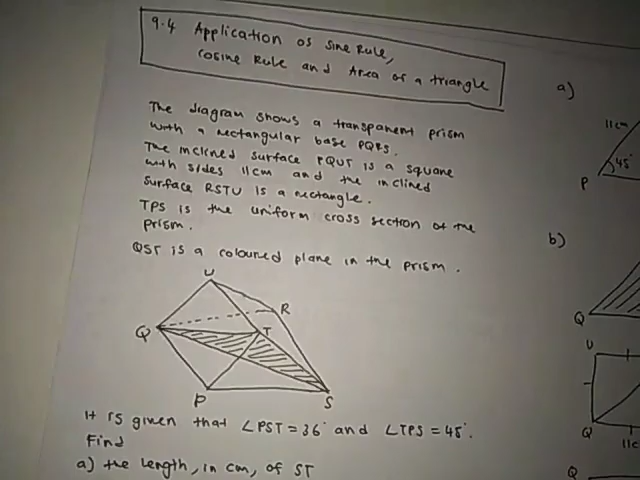 9.4 Application of Sine Rule,
Cosine Rule and Area of a triangle
The diagram shows a transparent prism
with a rectangular base PQRS.
The inclined surface PQUT is a square
with sides 11cm and the inclined
surface RSTU is a rectangle.
TPS is the uniform cross section of the
prism.
QST is a coloured plane in the prism.
U
R
Q
T
P
S
It is given that ∠PST = 36° and ∠TPS = 45°.
Find
a) the length, in cm, of ST
a)
11cm
45°
P
b)
Q
U
Q
11c
Q